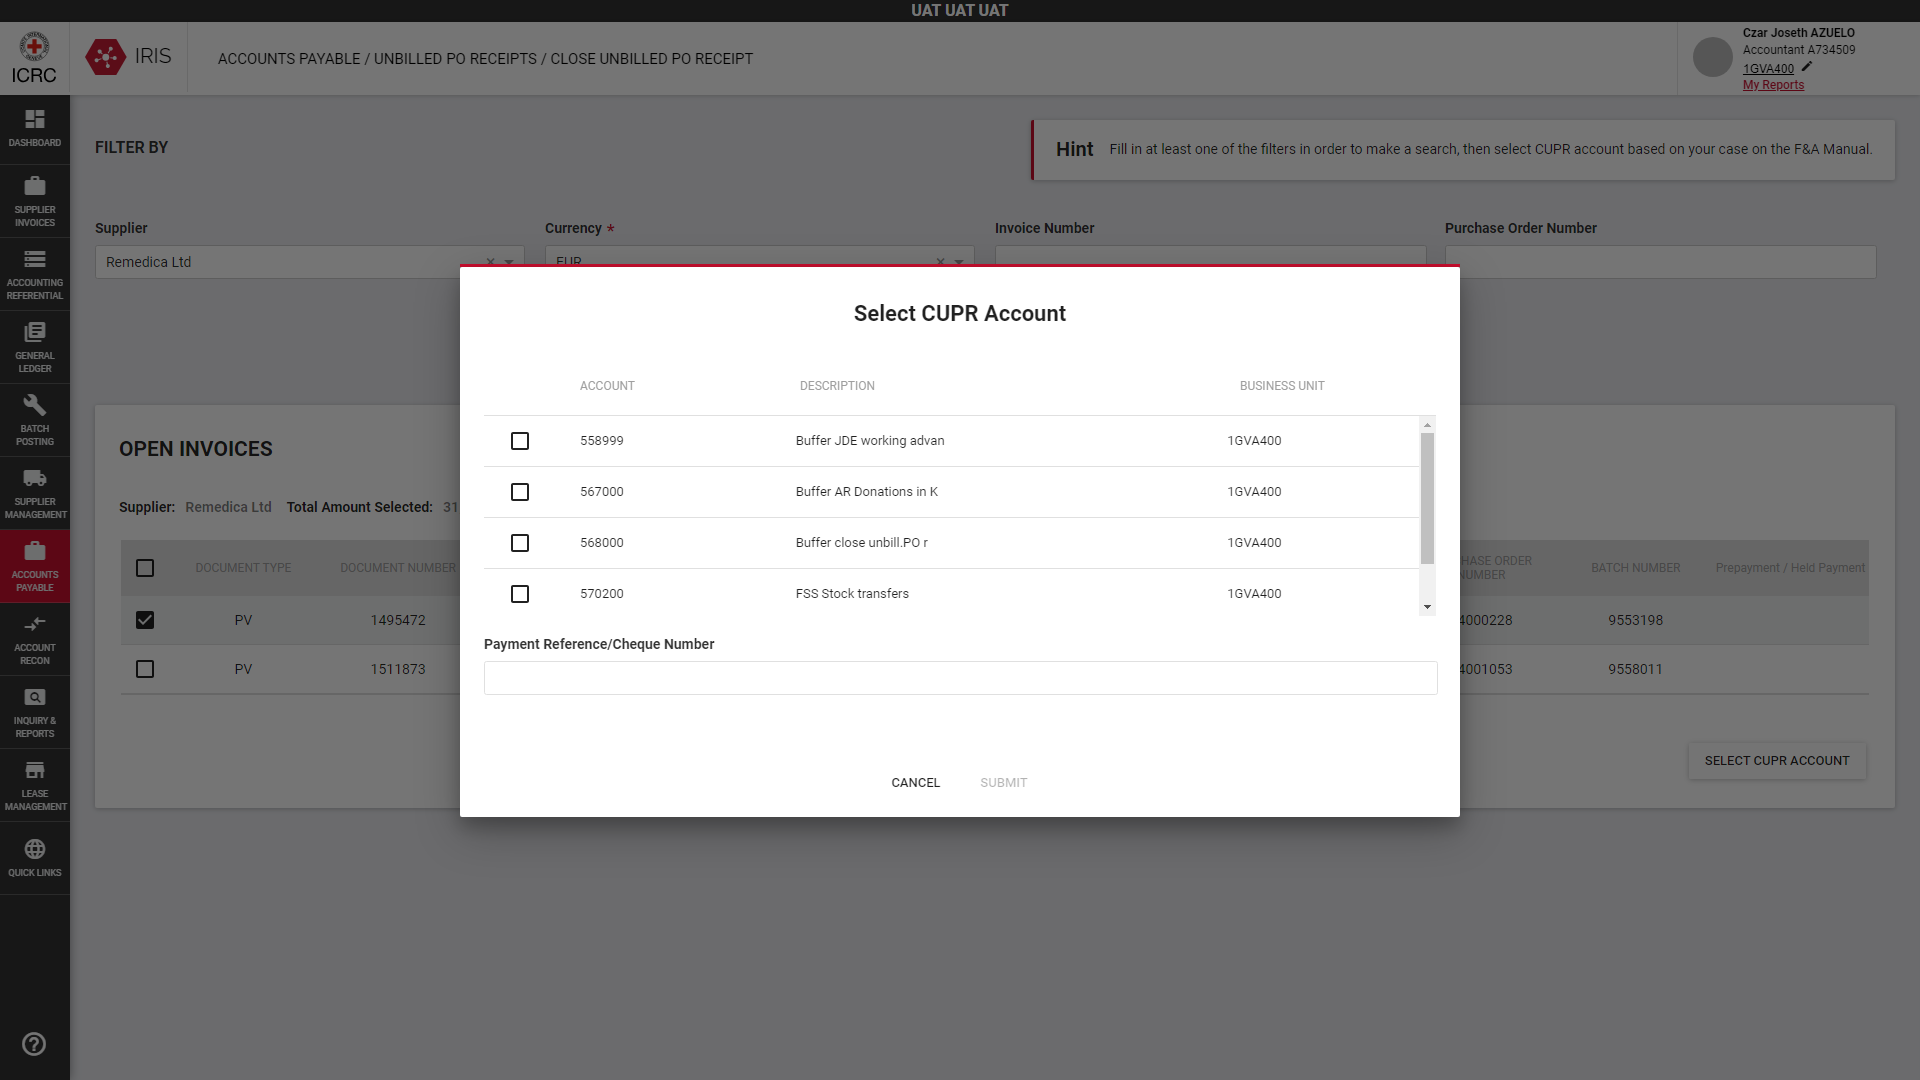 UAT UAT UAT
ICRC
IRIS
ACCOUNTS PAYABLE / UNBILLED PO RECEIPTS / CLOSE UNBILLED PO RECEIPT
Czar Joseth AZUELO
Accountant A734509
1GVA400
My Reports
DASHBOARD
SUPPLIER
INVOICES
ACCOUNTING
REFERENTIAL
GENERAL
LEDGER
BATCH
POSTING
SUPPLIER
MANAGEMENT
ACCOUNTS
PAYABLE
ACCOUNT
RECON
INQUIRY &
REPORTS
LEASE
MANAGEMENT
QUICK LINKS
FILTER BY
Hint Fill in at least one of the filters in order to make a search, then select CUPR account based on your case on the F&A Manual.
Supplier Currency * Invoice Number Purchase Order Number
Remedica Ltd EUR
OPEN INVOICES
Supplier: Remedica Ltd Total Amount Selected: 31
DOCUMENT TYPE DOCUMENT NUMBER HASE ORDER NUMBER BATCH NUMBER Prepayment / Held Payment
PV 1495472 4000228 9553198
PV 1511873 4001053 9558011
SELECT CUPR ACCOUNT
Select CUPR Account
ACCOUNT DESCRIPTION BUSINESS UNIT
558999 Buffer JDE working advan 1GVA400
567000 Buffer AR Donations in K 1GVA400
568000 Buffer close unbill.PO r 1GVA400
570200 FSS Stock transfers 1GVA400
Payment Reference/Cheque Number
CANCEL SUBMIT